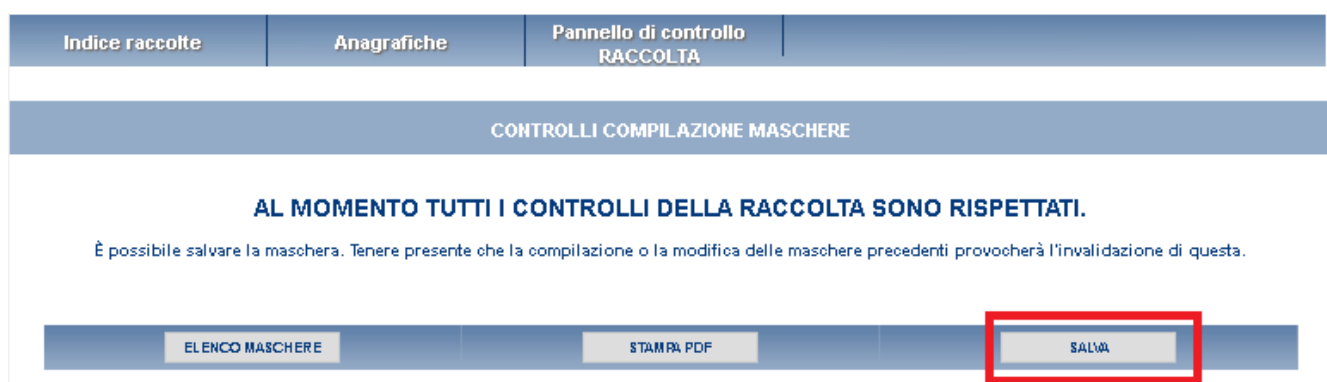 Indice raccolte
Anagrafiche
Pannello di controllo
RACCOLTA
CONTROLLI COMPILAZIONE MASCHERE
AL MOMENTO TUTTI I CONTROLLI DELLA RACCOLTA SONO RISPETTATI.
È possibile salvare la maschera. Tenere presente che la compilazione o la modifica delle maschere precedenti provocherà l'invalidazione di questa.
ELENCO MASCHERE
STAMPA PDF
SALVA